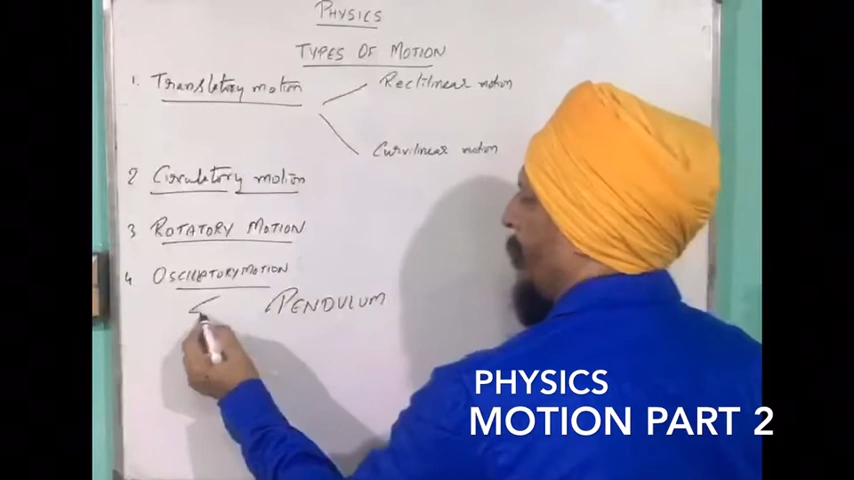 PHYSICS
TYPES OF MOTION
1. Translatory motion
Rectilinear motion
Curvilinear motion
2 Circulatory motion
3 ROTATORY MOTION
4 OSCILLATORY MOTION
PENDULUM
PHYSICS
MOTION PART 2